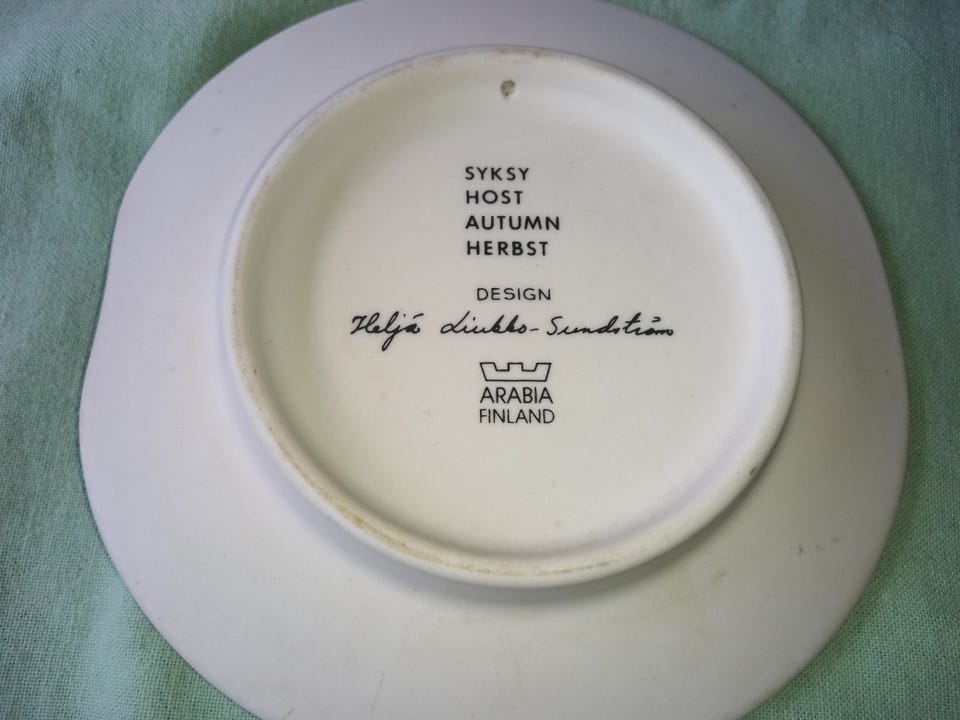 SYKSY
HOST
AUTUMN
HERBST
DESIGN
Heljä Liukko-Sundström
ARABIA
FINLAND